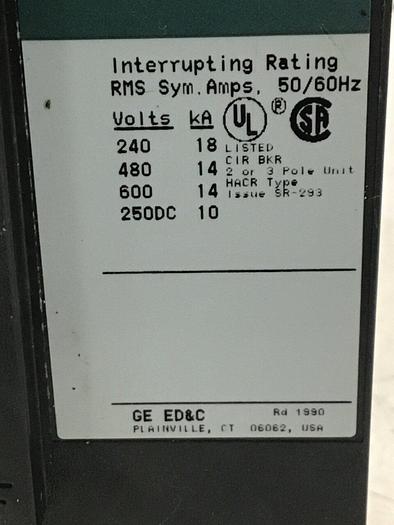 Interrupting Rating
RMS Sym. Amps, 50/60Hz
Volts kA
240 18
480 14
600 14
250DC 10
UL ® SA
LISTED
CIR BKR
2 or 3 Pole Unit
HACR Type
Issue SR-293
GE ED&C Rd 1990
PLAINVILLE, CT 06062, USA